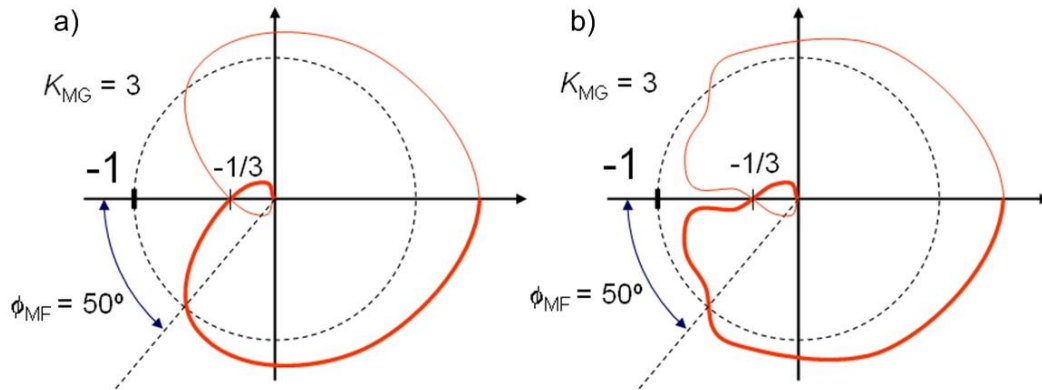 a)
K_MG = 3
-1
-1/3
ϕ_MF = 50º
b)
K_MG = 3
-1
-1/3
ϕ_MF = 50º